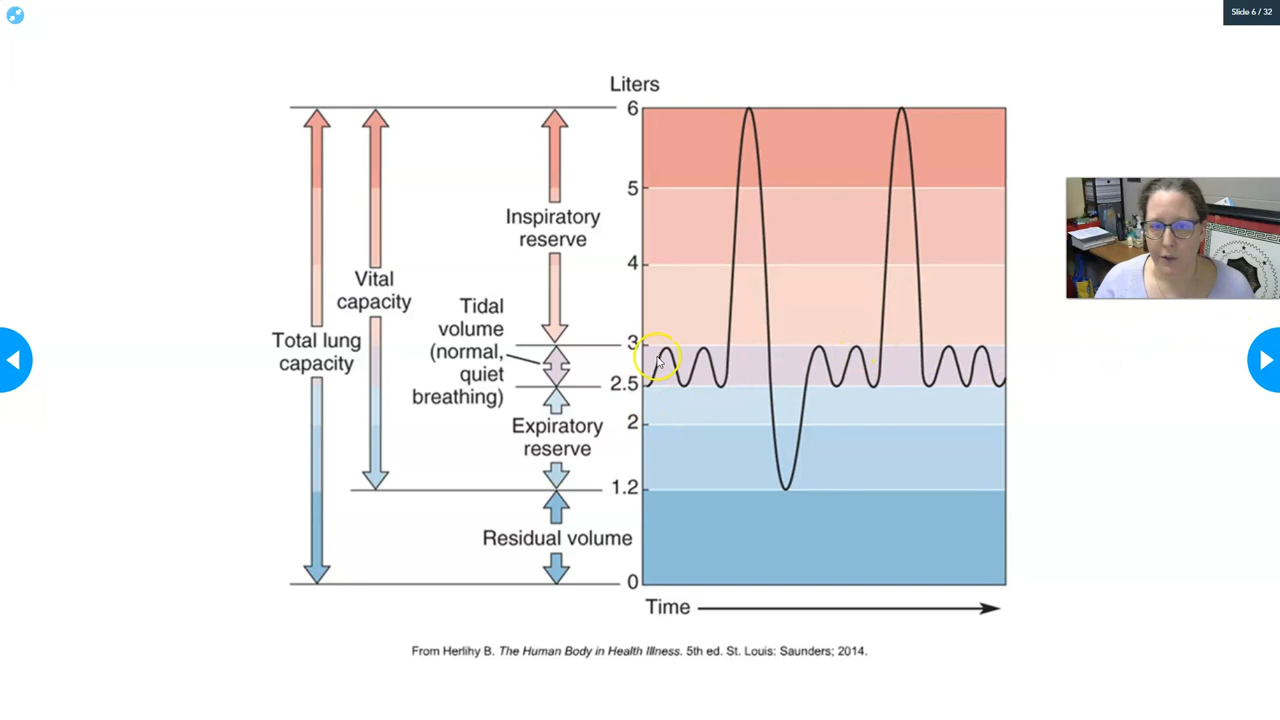 Slide 6 / 32
Liters
6
5
Inspiratory
reserve
4
Vital
capacity
Tidal
volume
(normal,
quiet
breathing)
Total lung
capacity
3
2.5
2
Expiratory
reserve
1.2
Residual volume
0
Time
From Herlihy B. The Human Body in Health Illness. 5th ed. St. Louis: Saunders; 2014.